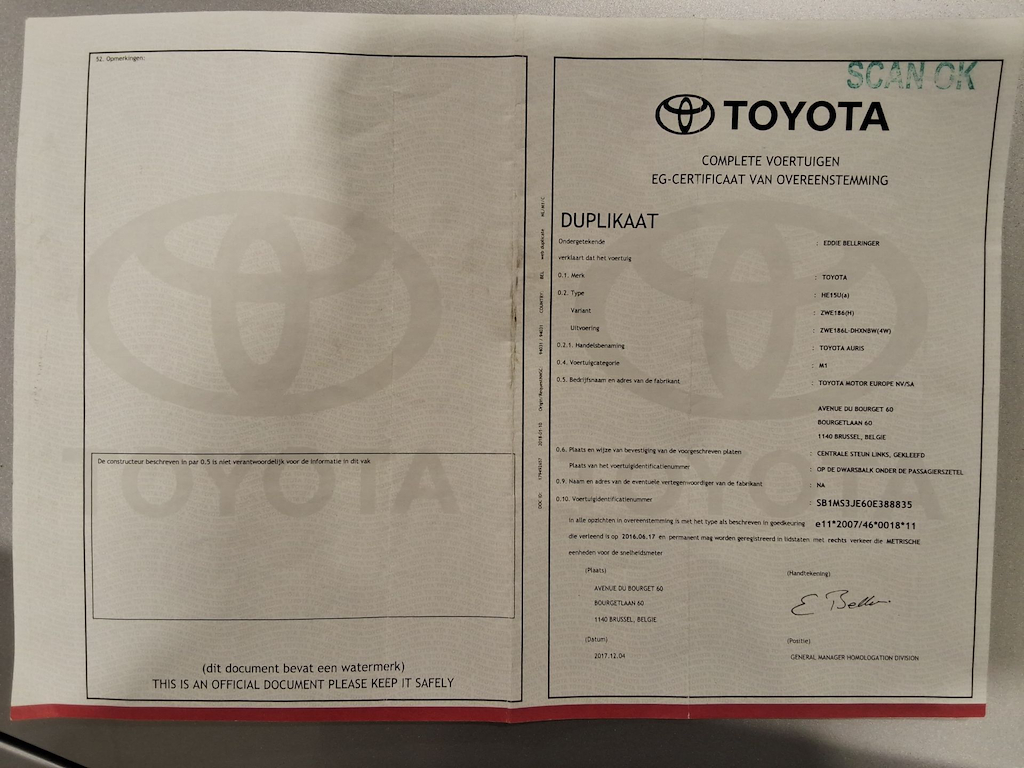 52. Opmerkingen:
De constructeur beschreven in par 0.5 is niet verantwoordelijk voor de informatie in dit vak
(dit document bevat een watermerk)
THIS IS AN OFFICIAL DOCUMENT PLEASE KEEP IT SAFELY
SCAN OK
TOYOTA
COMPLETE VOERTUIGEN
EG-CERTIFICAAT VAN OVEREENSTEMMING
DUPLIKAAT
Ondergetekende : EDDIE BELLRINGER
verklaart dat het voertuig
0.1. Merk : TOYOTA
0.2. Type : HE15U(a)
Variant : ZWE186(H)
Uitvoering : ZWE186L-DHXNBW(4W)
0.2.1. Handelsbenaming : TOYOTA AURIS
0.4. Voertuigcategorie : M1
0.5. Bedrijfsnaam en adres van de fabrikant : TOYOTA MOTOR EUROPE NV/SA
AVENUE DU BOURGET 60
BOURGETLAAN 60
1140 BRUSSEL, BELGIE
0.6. Plaats en wijze van bevestiging van de voorgeschreven platen : CENTRALE STEUN LINKS, GEKLEEFD
Plaats van het voertuigidentificatienummer : OP DE DWARSBALK ONDER DE PASSAGIERSZETEL
0.9. Naam en adres van de eventuele vertegenwoordiger van de fabrikant : NA
0.10. Voertuigidentificatienummer : SB1MS3JE60E388835
in alle opzichten in overeenstemming is met het type als beschreven in goedkeuring e11*2007/46*0018*11
die verleend is op 2016.06.17 en permanent mag worden geregistreerd in lidstaten met rechts verkeer die METRISCHE
eenheden voor de snelheidsmeter
(Plaats) (Handtekening)
AVENUE DU BOURGET 60
BOURGETLAAN 60
1140 BRUSSEL, BELGIE
(Datum) (Positie)
2017.12.04 GENERAL MANAGER HOMOLOGATION DIVISION